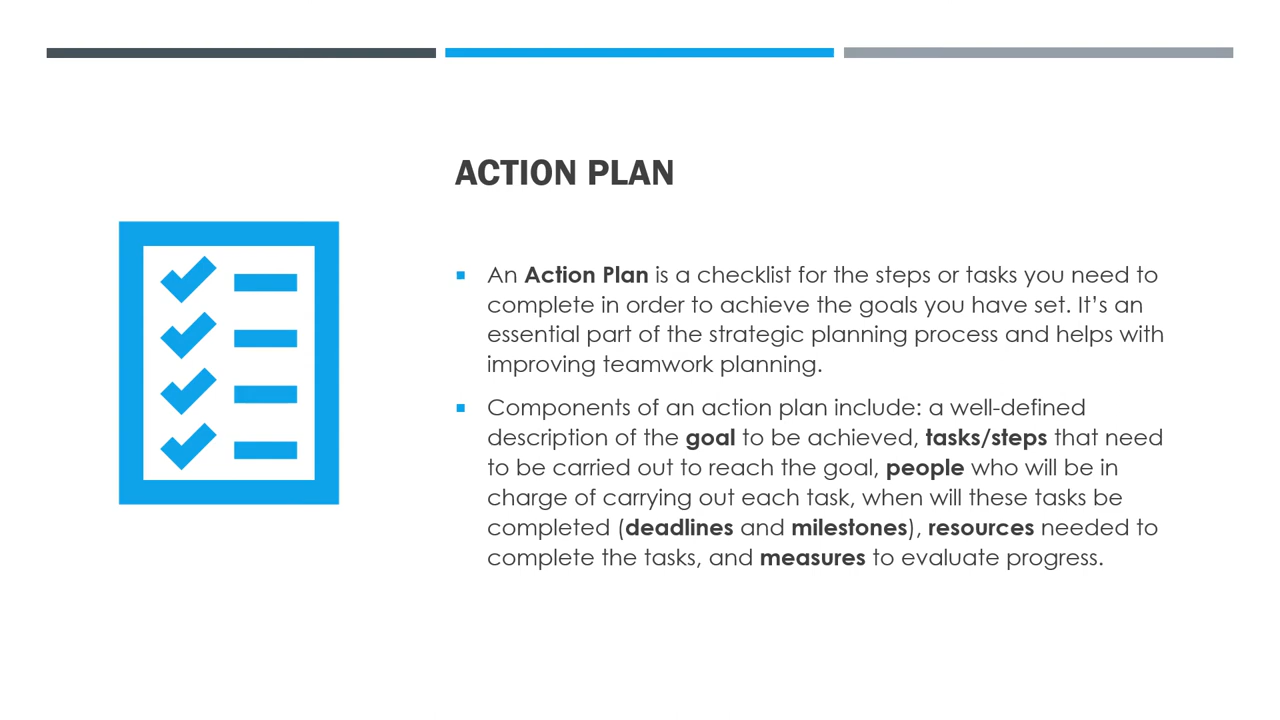 ACTION PLAN
An Action Plan is a checklist for the steps or tasks you need to
complete in order to achieve the goals you have set. It’s an
essential part of the strategic planning process and helps with
improving teamwork planning.
Components of an action plan include: a well-defined
description of the goal to be achieved, tasks/steps that need
to be carried out to reach the goal, people who will be in
charge of carrying out each task, when will these tasks be
completed (deadlines and milestones), resources needed to
complete the tasks, and measures to evaluate progress.